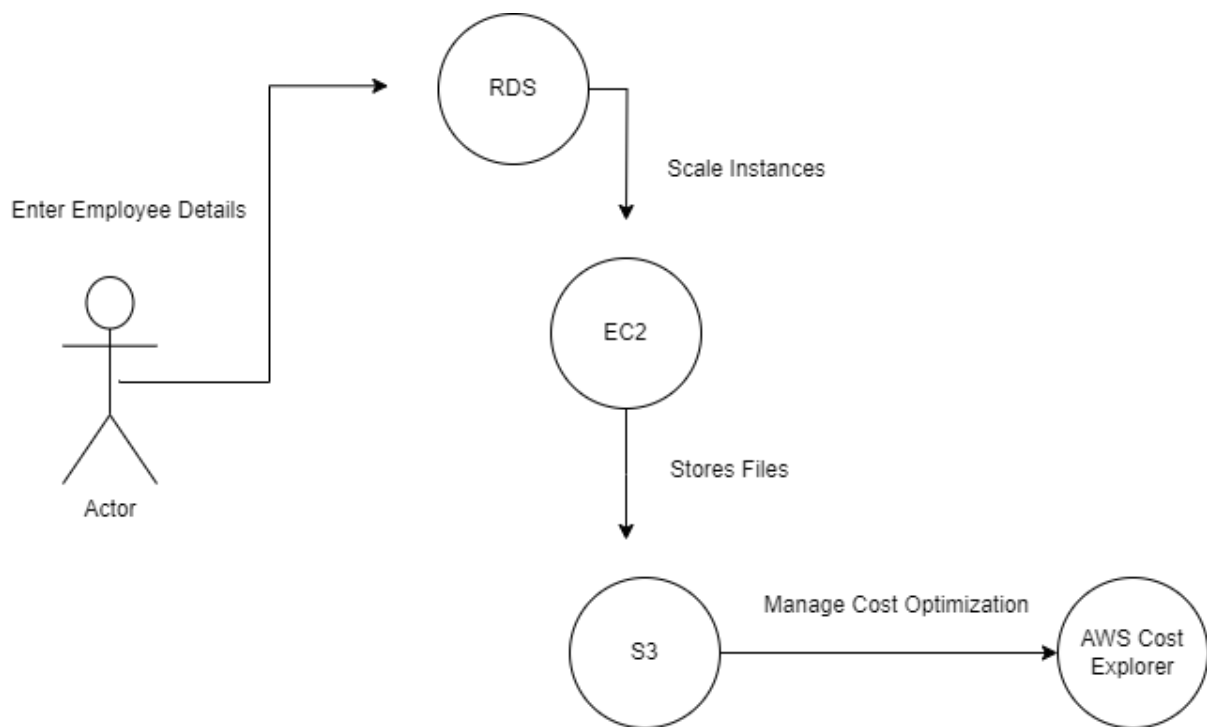 RDS
Scale Instances
Enter Employee Details
EC2
Stores Files
Actor
Manage Cost Optimization
S3
AWS Cost
Explorer